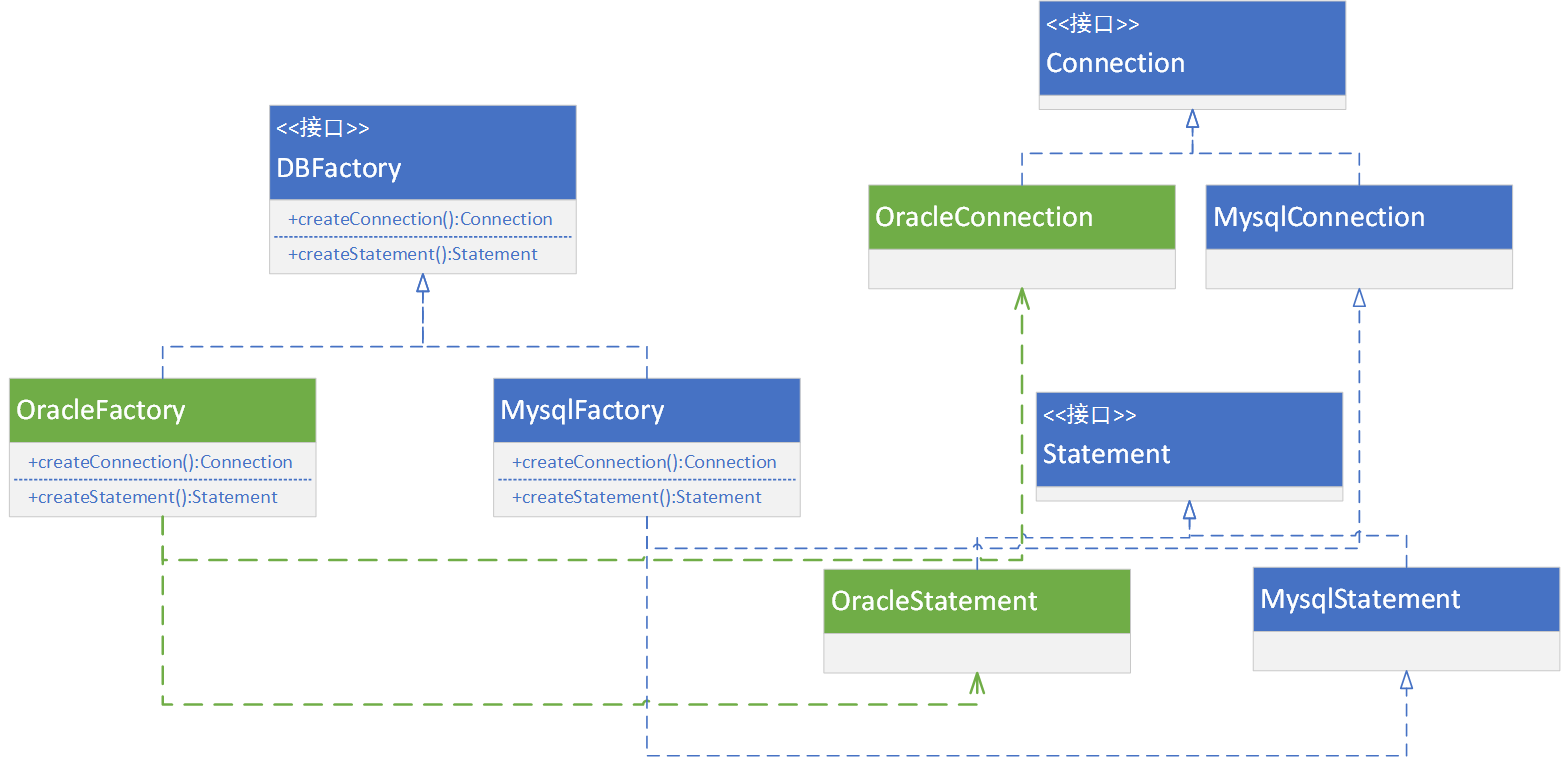 <<接口>>
Connection
<<接口>>
DBFactory
+createConnection():Connection
+createStatement():Statement
OracleConnection
MysqlConnection
OracleFactory
+createConnection():Connection
+createStatement():Statement
MysqlFactory
+createConnection():Connection
+createStatement():Statement
<<接口>>
Statement
OracleStatement
MysqlStatement